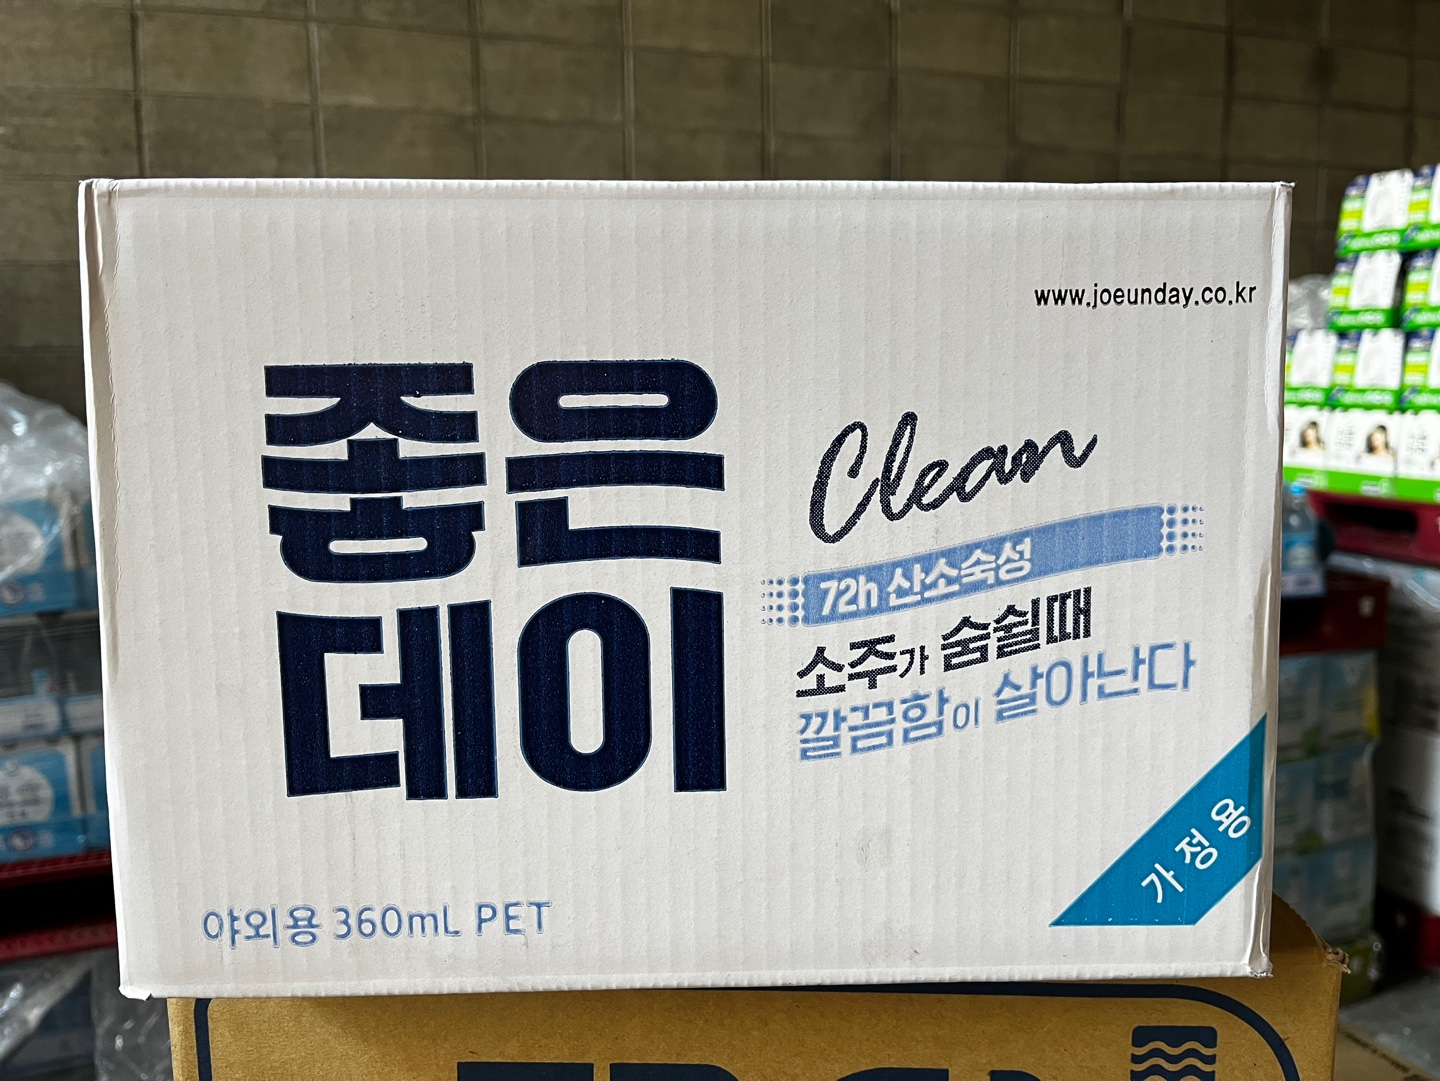 www.joeunday.co.kr
좋은
데이
Clean
72h 산소숙성
소주가 숨쉴때
깔끔함이 살아난다
가정용
야외용 360mL PET